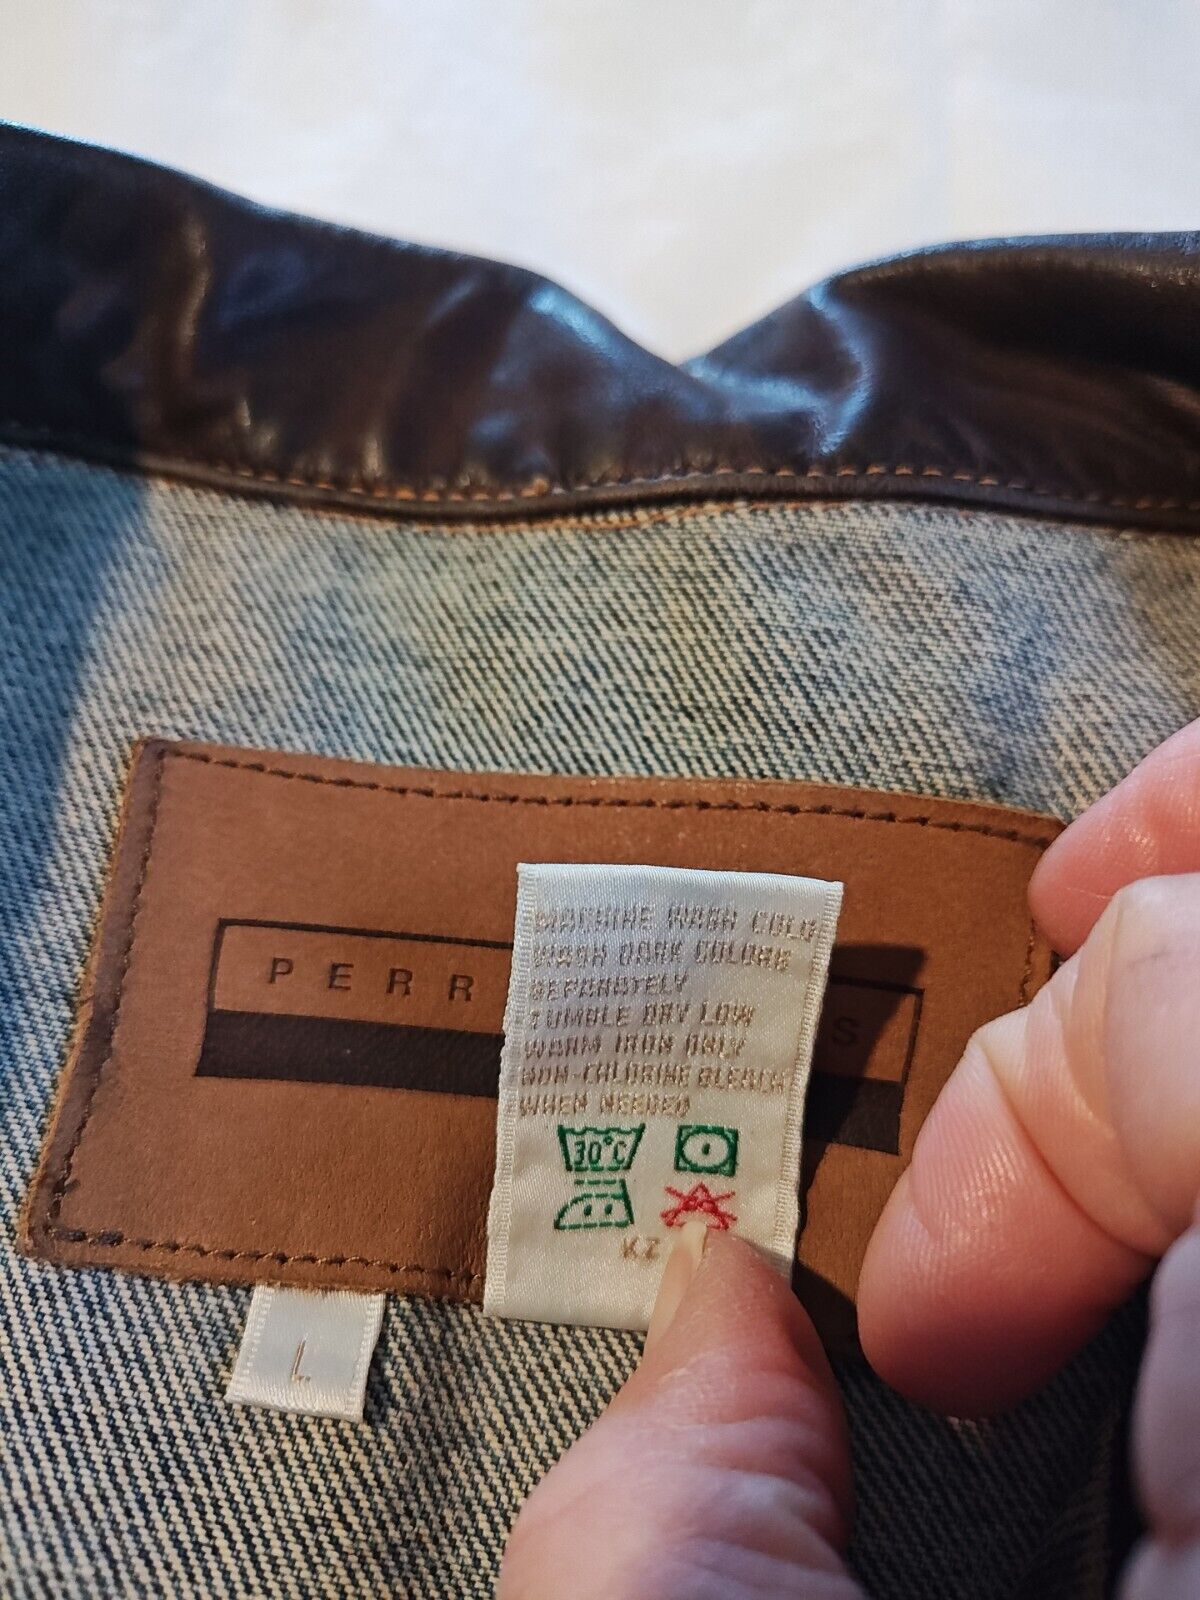 PERR S
MACHINE WASH COLD
WASH DARK COLORS
SEPARATELY
TUMBLE DRY LOW
WARM IRON ONLY
NON-CHLORINE BLEACH
WHEN NEEDED
30°C
KZ
L